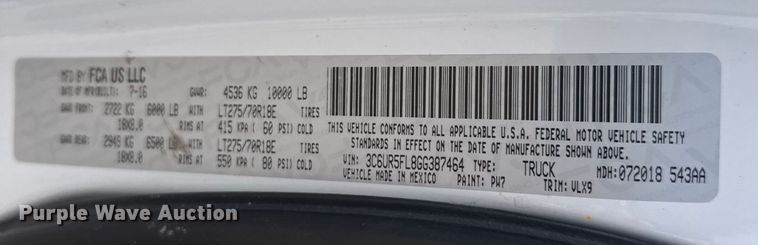 MFD BY FCA US LLC
DATE OF MFR 7-16 GVWR: 4536 KG 10000 LB
GAWR FRONT: 2722 KG 6000 LB WITH LT275/70R18E TIRES
18X8.0 RIMS AT 415 KPA ( 60 PSI) COLD
GAWR REAR: 2948 KG 6500 LB WITH LT275/70R18E TIRES
18X8.0 RIMS AT 550 KPA ( 80 PSI) COLD
THIS VEHICLE CONFORMS TO ALL APPLICABLE U.S.A. FEDERAL MOTOR VEHICLE SAFETY
STANDARDS IN EFFECT ON THE DATE OF MANUFACTURE SHOWN ABOVE.
VIN: 3C6UR5FL8GG387464 TYPE: TRUCK MDH: 072018 543AA
VEHICLE MADE IN MEXICO PAINT: PW7 TRIM: VLX9
Purple Wave Auction